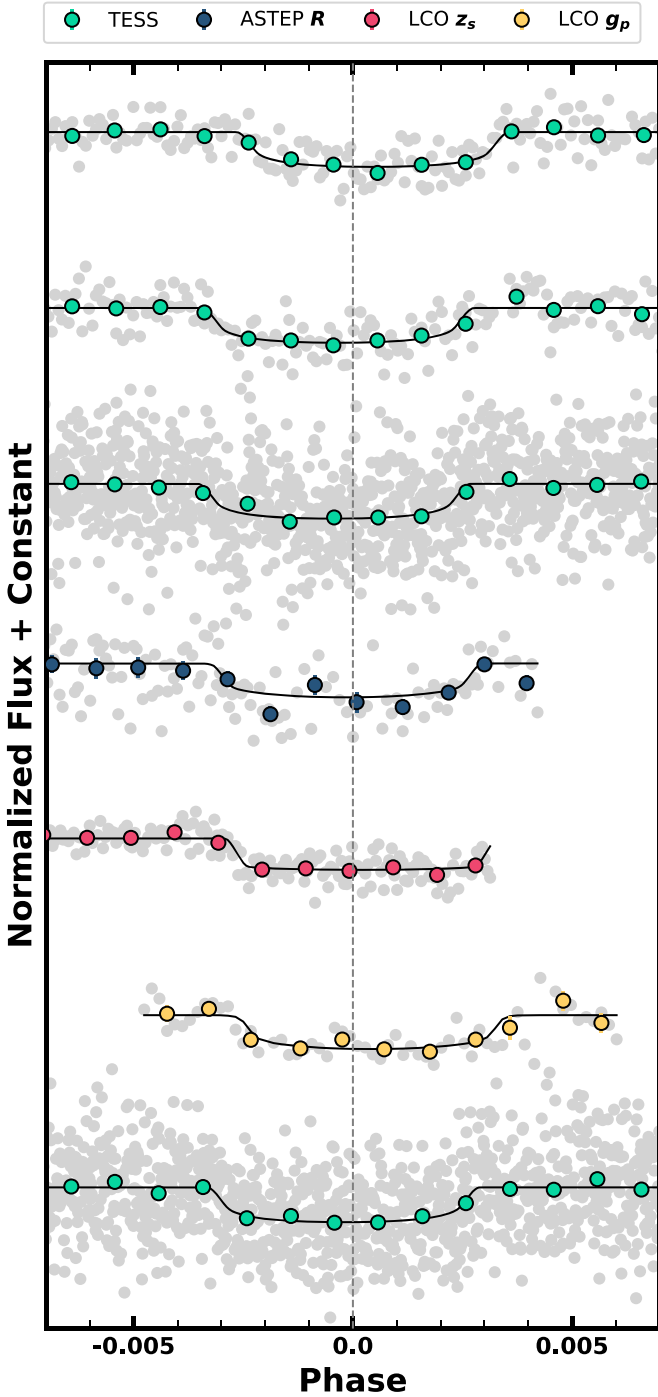 TESS ASTEP R LCO z_s LCO g_p
Normalized Flux + Constant
-0.005 0.0 0.005
Phase